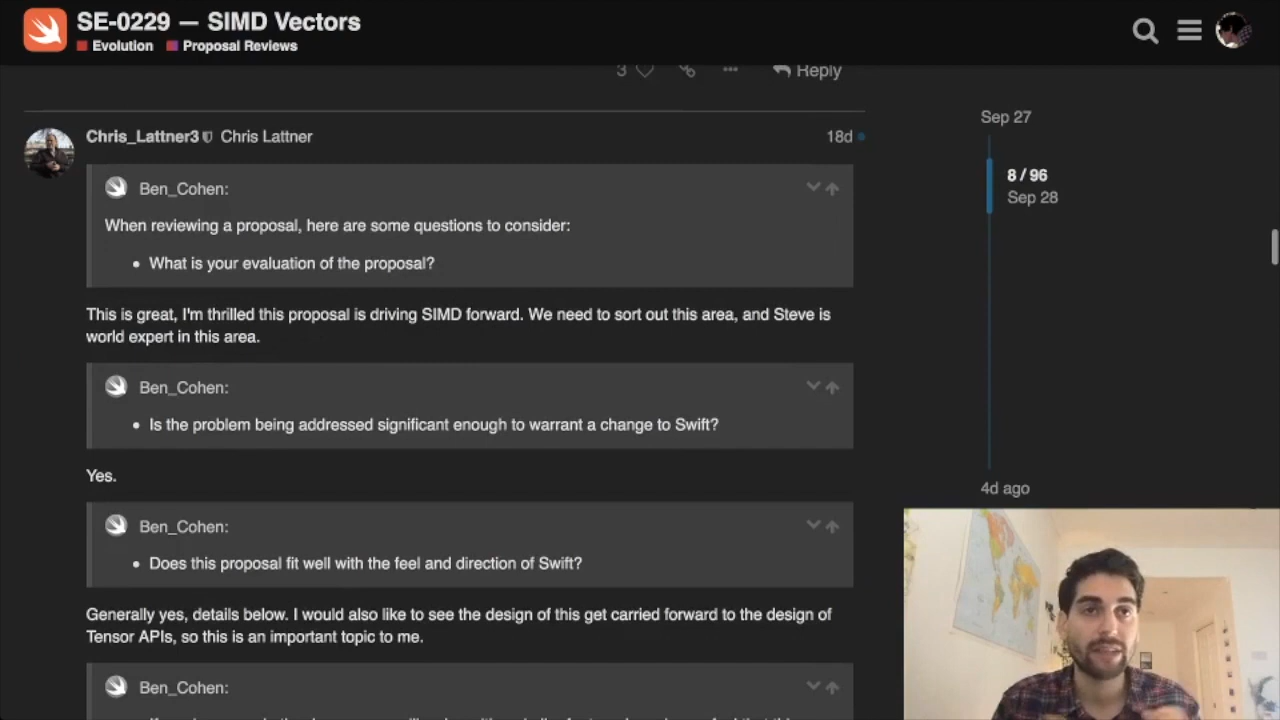 SE-0229 — SIMD Vectors
Evolution Proposal Reviews
3 Reply
Chris_Lattner3 Chris Lattner 18d
Ben_Cohen:
When reviewing a proposal, here are some questions to consider:
• What is your evaluation of the proposal?
This is great, I'm thrilled this proposal is driving SIMD forward. We need to sort out this area, and Steve is
world expert in this area.
Ben_Cohen:
• Is the problem being addressed significant enough to warrant a change to Swift?
Yes.
Ben_Cohen:
• Does this proposal fit well with the feel and direction of Swift?
Generally yes, details below. I would also like to see the design of this get carried forward to the design of
Tensor APIs, so this is an important topic to me.
Ben_Cohen:
Sep 27
8 / 96
Sep 28
4d ago